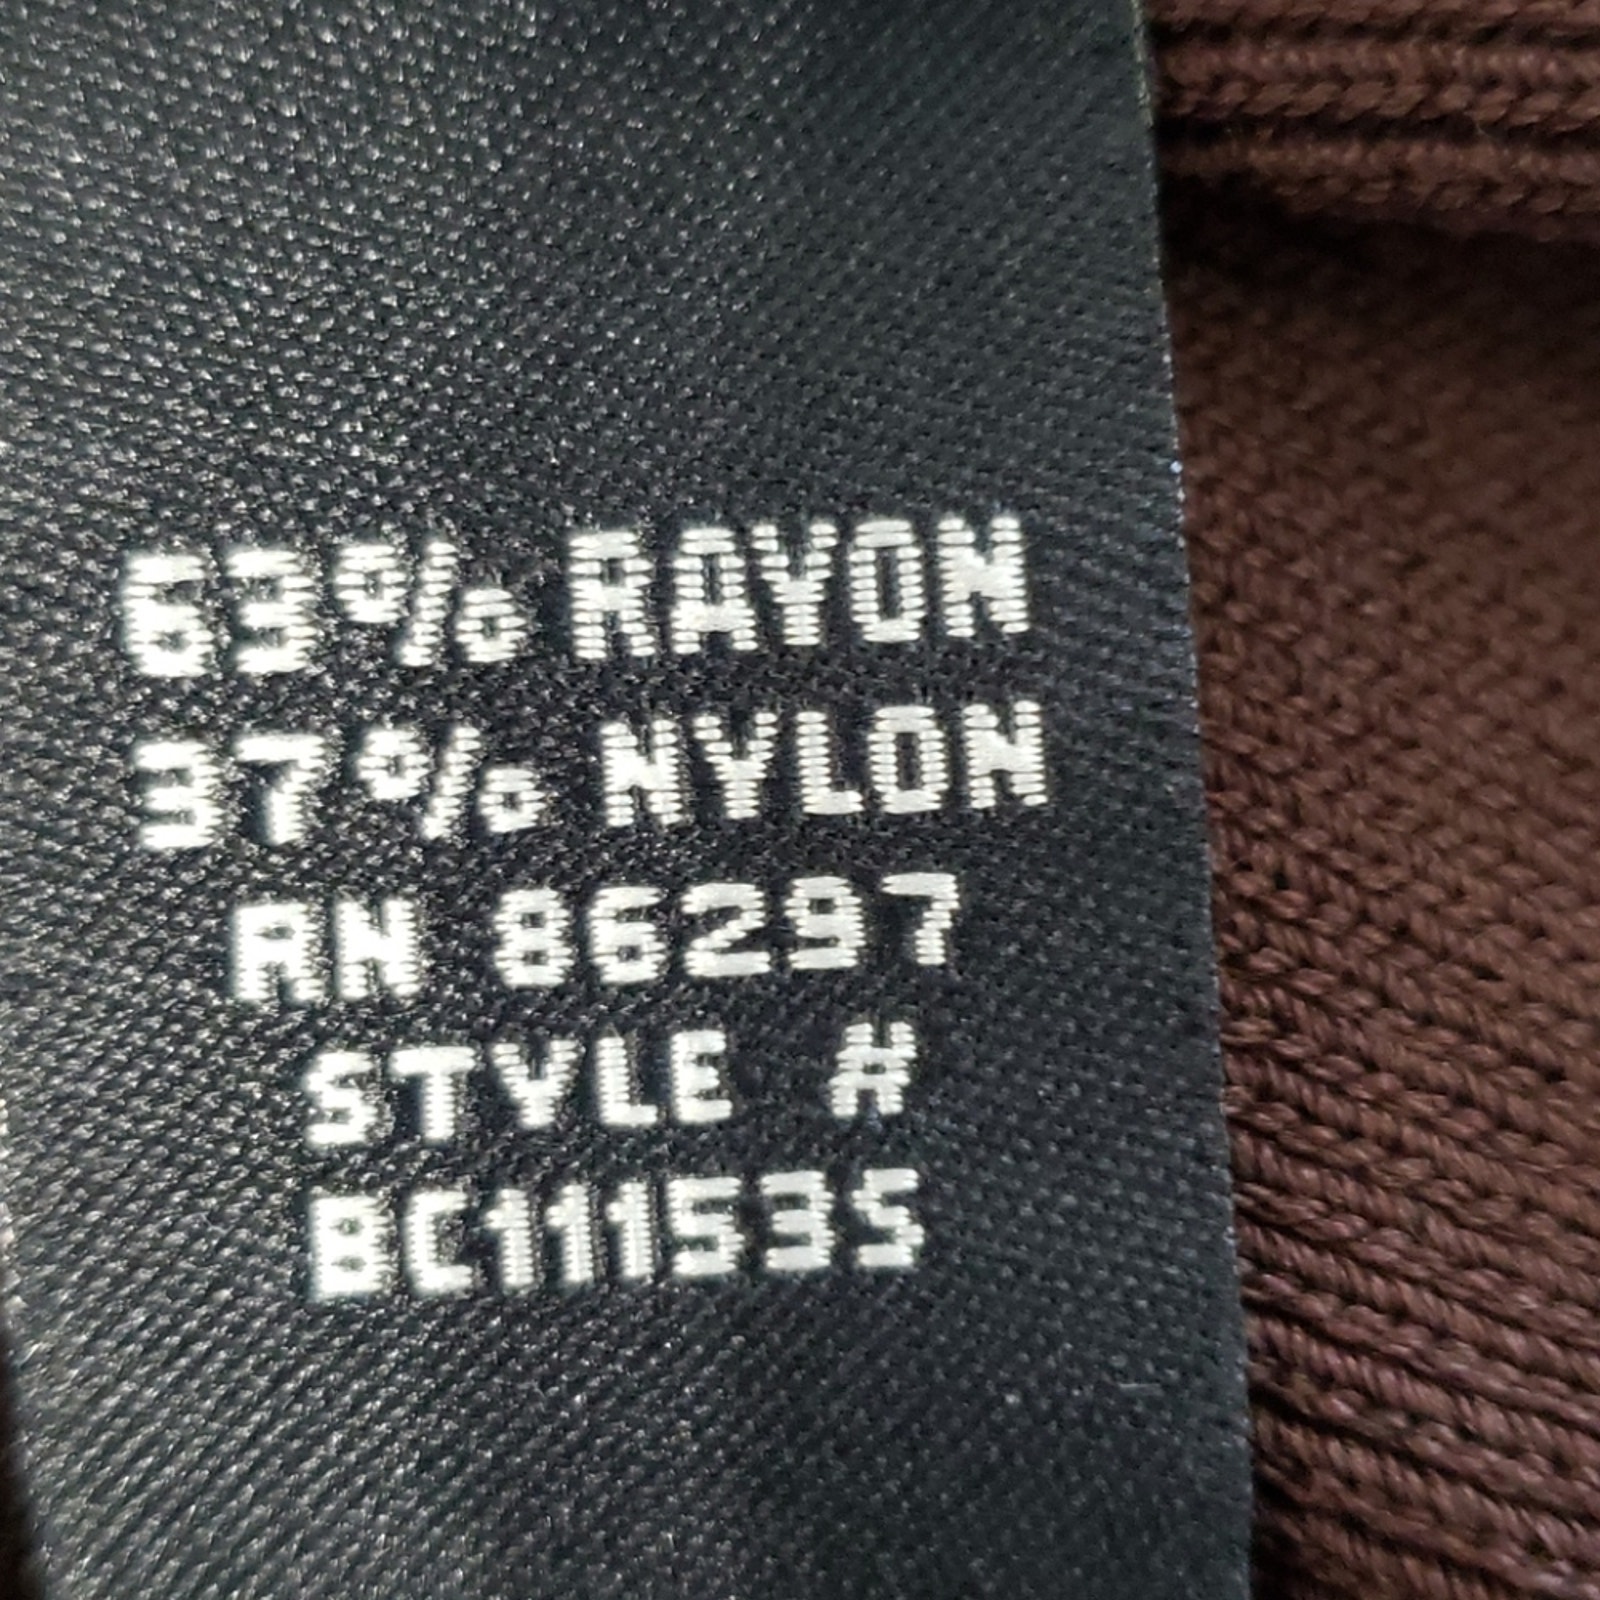 63% RAYON
37% NYLON
RN 86297
STYLE #
BC11153S